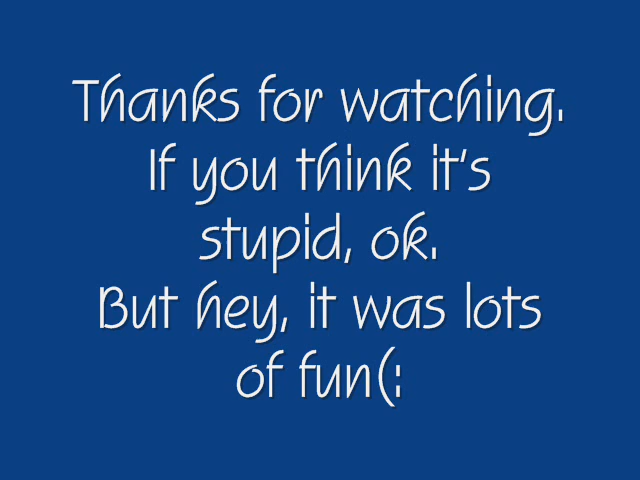 Thanks for watching.
If you think it's
stupid, ok.
But hey, it was lots
of fun(: